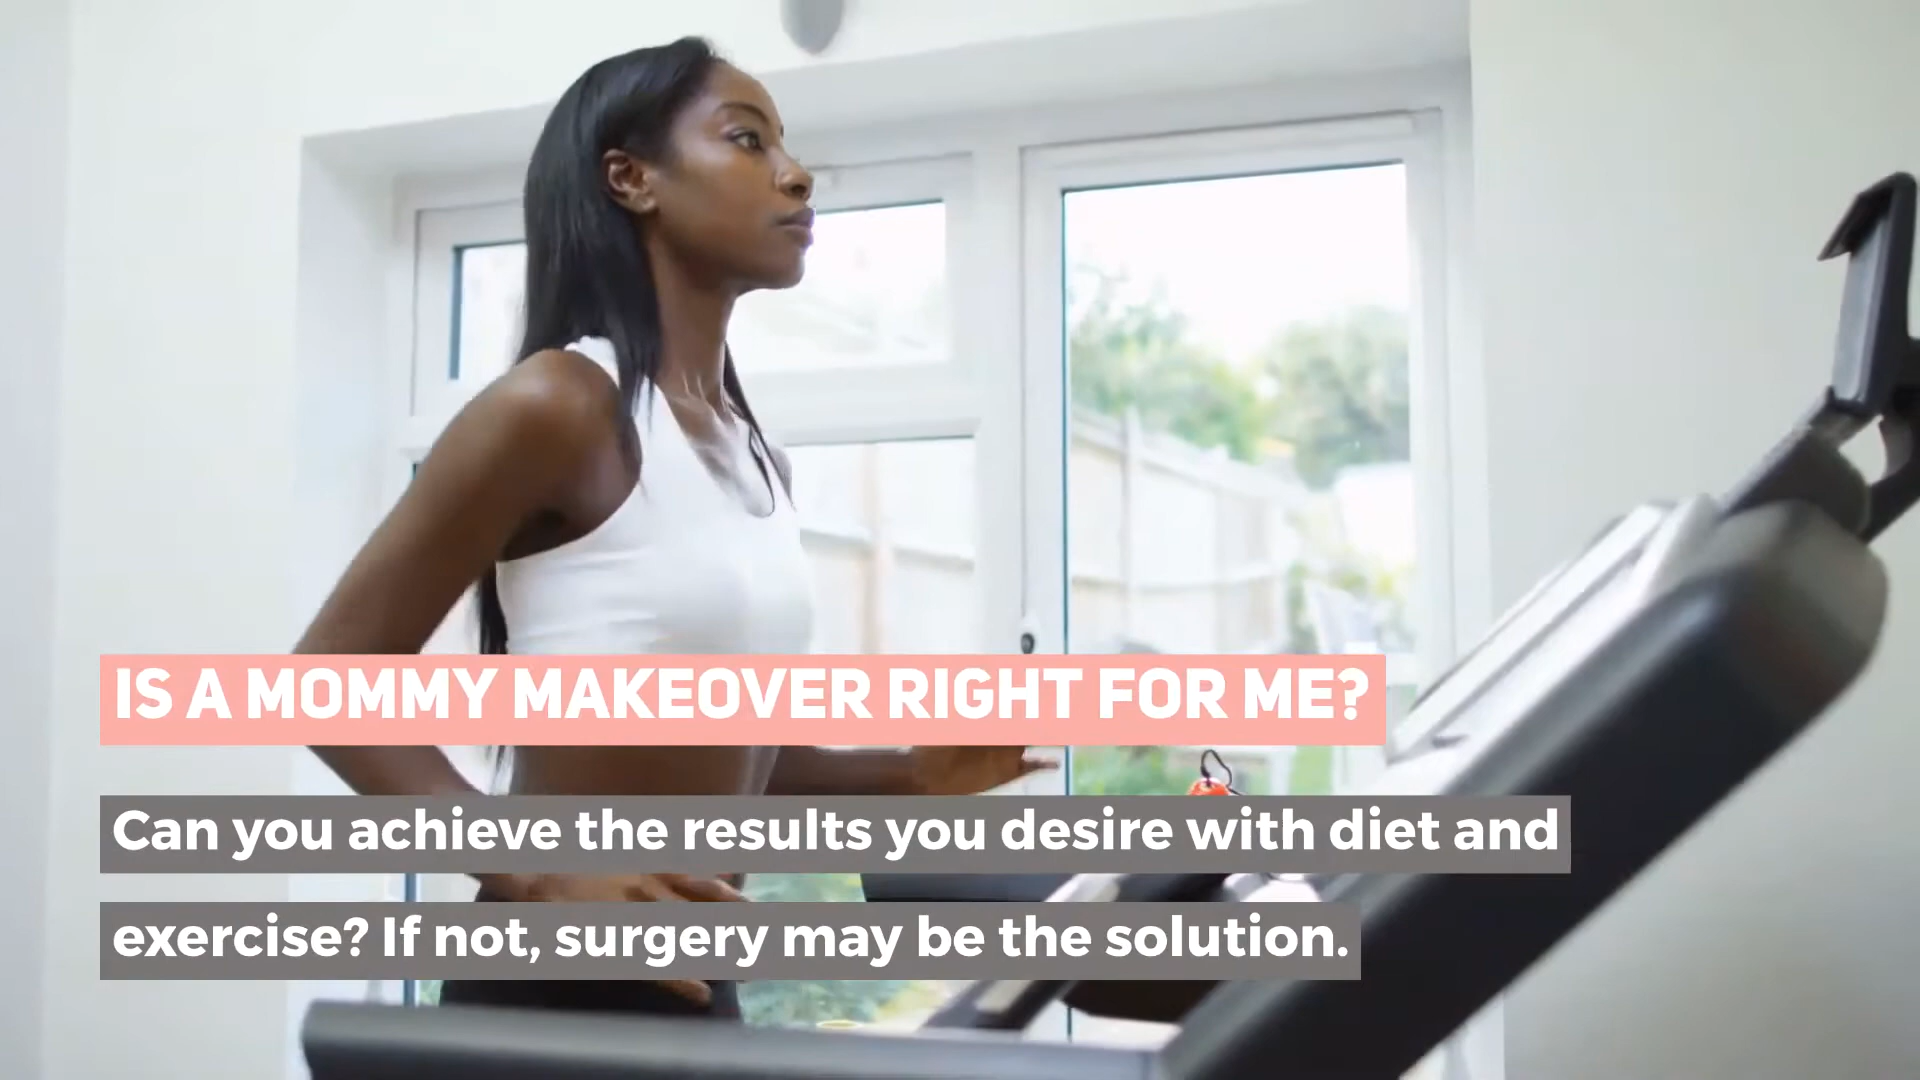 IS A MOMMY MAKEOVER RIGHT FOR ME?
Can you achieve the results you desire with diet and
exercise? If not, surgery may be the solution.